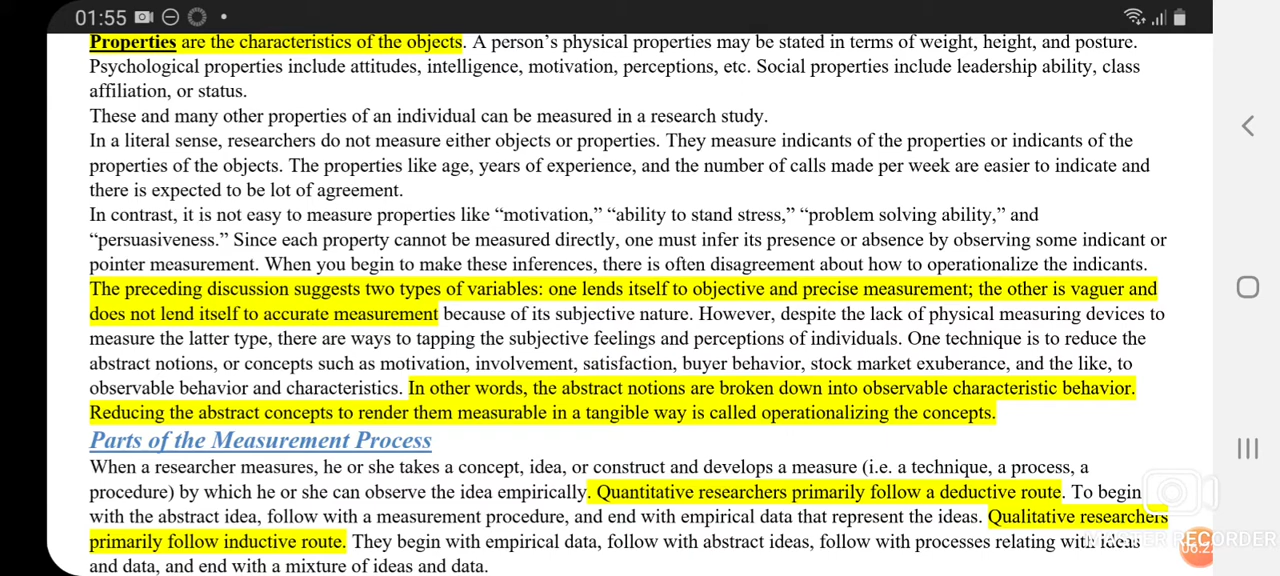 01:55
Properties are the characteristics of the objects. A person's physical properties may be stated in terms of weight, height, and posture.
Psychological properties include attitudes, intelligence, motivation, perceptions, etc. Social properties include leadership ability, class
affiliation, or status.
These and many other properties of an individual can be measured in a research study.
In a literal sense, researchers do not measure either objects or properties. They measure indicants of the properties or indicants of the
properties of the objects. The properties like age, years of experience, and the number of calls made per week are easier to indicate and
there is expected to be lot of agreement.
In contrast, it is not easy to measure properties like “motivation,” “ability to stand stress,” “problem solving ability,” and
“persuasiveness.” Since each property cannot be measured directly, one must infer its presence or absence by observing some indicant or
pointer measurement. When you begin to make these inferences, there is often disagreement about how to operationalize the indicants.
The preceding discussion suggests two types of variables: one lends itself to objective and precise measurement; the other is vaguer and
does not lend itself to accurate measurement because of its subjective nature. However, despite the lack of physical measuring devices to
measure the latter type, there are ways to tapping the subjective feelings and perceptions of individuals. One technique is to reduce the
abstract notions, or concepts such as motivation, involvement, satisfaction, buyer behavior, stock market exuberance, and the like, to
observable behavior and characteristics. In other words, the abstract notions are broken down into observable characteristic behavior.
Reducing the abstract concepts to render them measurable in a tangible way is called operationalizing the concepts.
Parts of the Measurement Process
When a researcher measures, he or she takes a concept, idea, or construct and develops a measure (i.e. a technique, a process, a
procedure) by which he or she can observe the idea empirically. Quantitative researchers primarily follow a deductive route. To begin
with the abstract idea, follow with a measurement procedure, and end with empirical data that represent the ideas. Qualitative researchers
primarily follow inductive route. They begin with empirical data, follow with abstract ideas, follow with processes relating with ideas
and data, and end with a mixture of ideas and data.
RECORDER